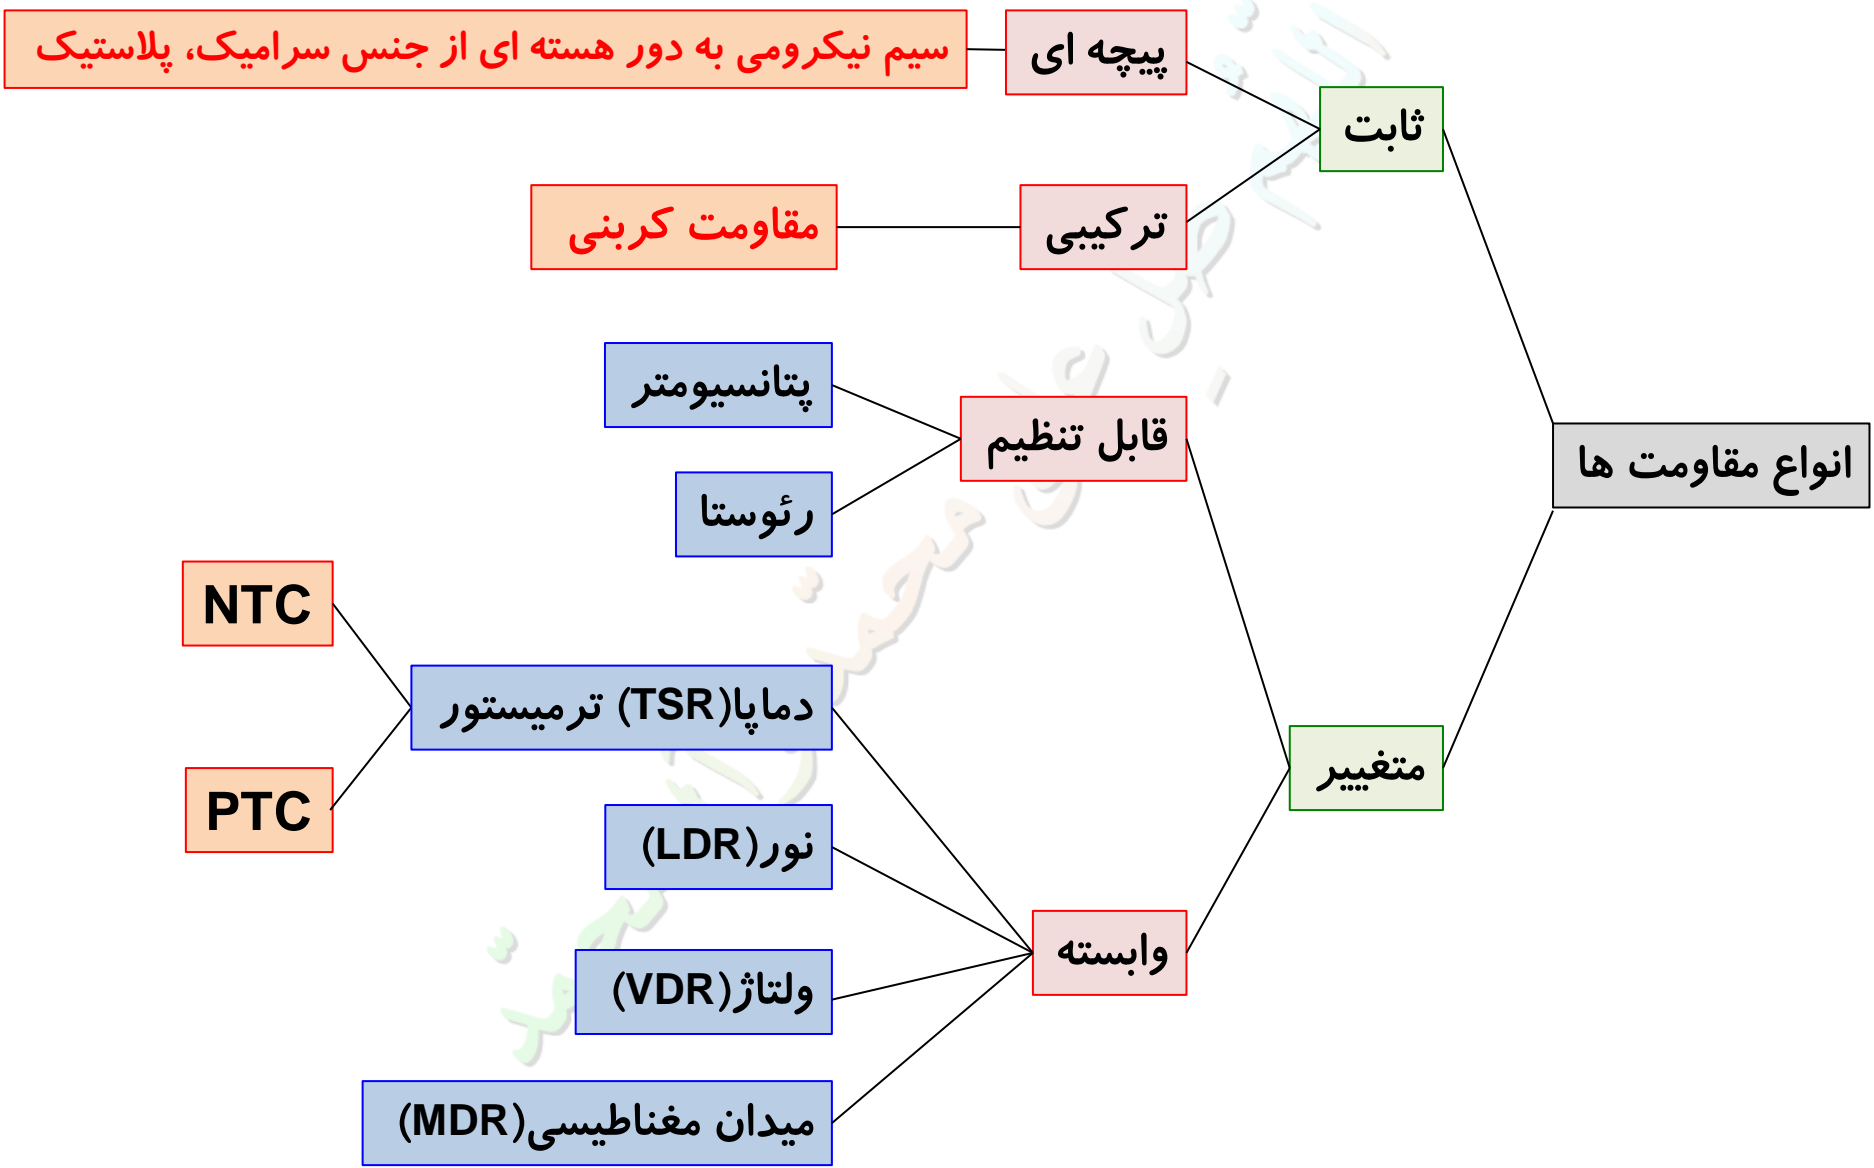 انواع مقاومت ها
ثابت
پیچه ای
سیم نیکرومی به دور هسته ای از جنس سرامیک، پلاستیک
ترکیبی
مقاومت کربنی
متغییر
قابل تنظیم
پتانسیومتر
رئوستا
وابسته
دماپا(TSR) ترمیستور
NTC
PTC
نور(LDR)
ولتاژ(VDR)
میدان مغناطیسی(MDR)